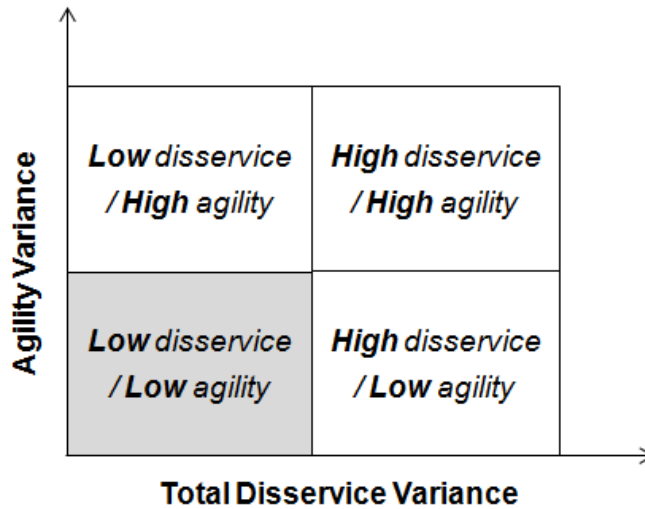 Agility Variance
Low disservice
/ High agility
High disservice
/ High agility
Low disservice
/ Low agility
High disservice
/ Low agility
Total Disservice Variance